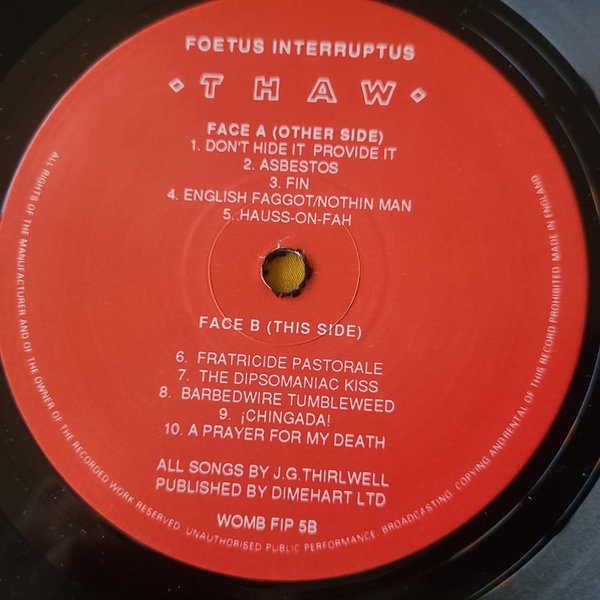 FOETUS INTERRUPTUS
THAW
FACE A (OTHER SIDE)
1. DON'T HIDE IT PROVIDE IT
2. ASBESTOS
3. FIN
4. ENGLISH FAGGOT/NOTHIN MAN
5. HAUSS-ON-FAH
FACE B (THIS SIDE)
6. FRATRICIDE PASTORALE
7. THE DIPSOMANIAC KISS
8. BARBEDWIRE TUMBLEWEED
9. ¡CHINGADA!
10. A PRAYER FOR MY DEATH
ALL SONGS BY J.G.THIRLWELL
PUBLISHED BY DIMEHART LTD
WOMB FIP 5B
ALL RIGHTS OF THE MANUFACTURER AND OF THE OWNER OF THE RECORDED WORK RESERVED. UNAUTHORISED PUBLIC PERFORMANCE. BROADCASTING. COPYING AND RENTAL OF THIS RECORD PROHIBITED. MADE IN ENGLAND